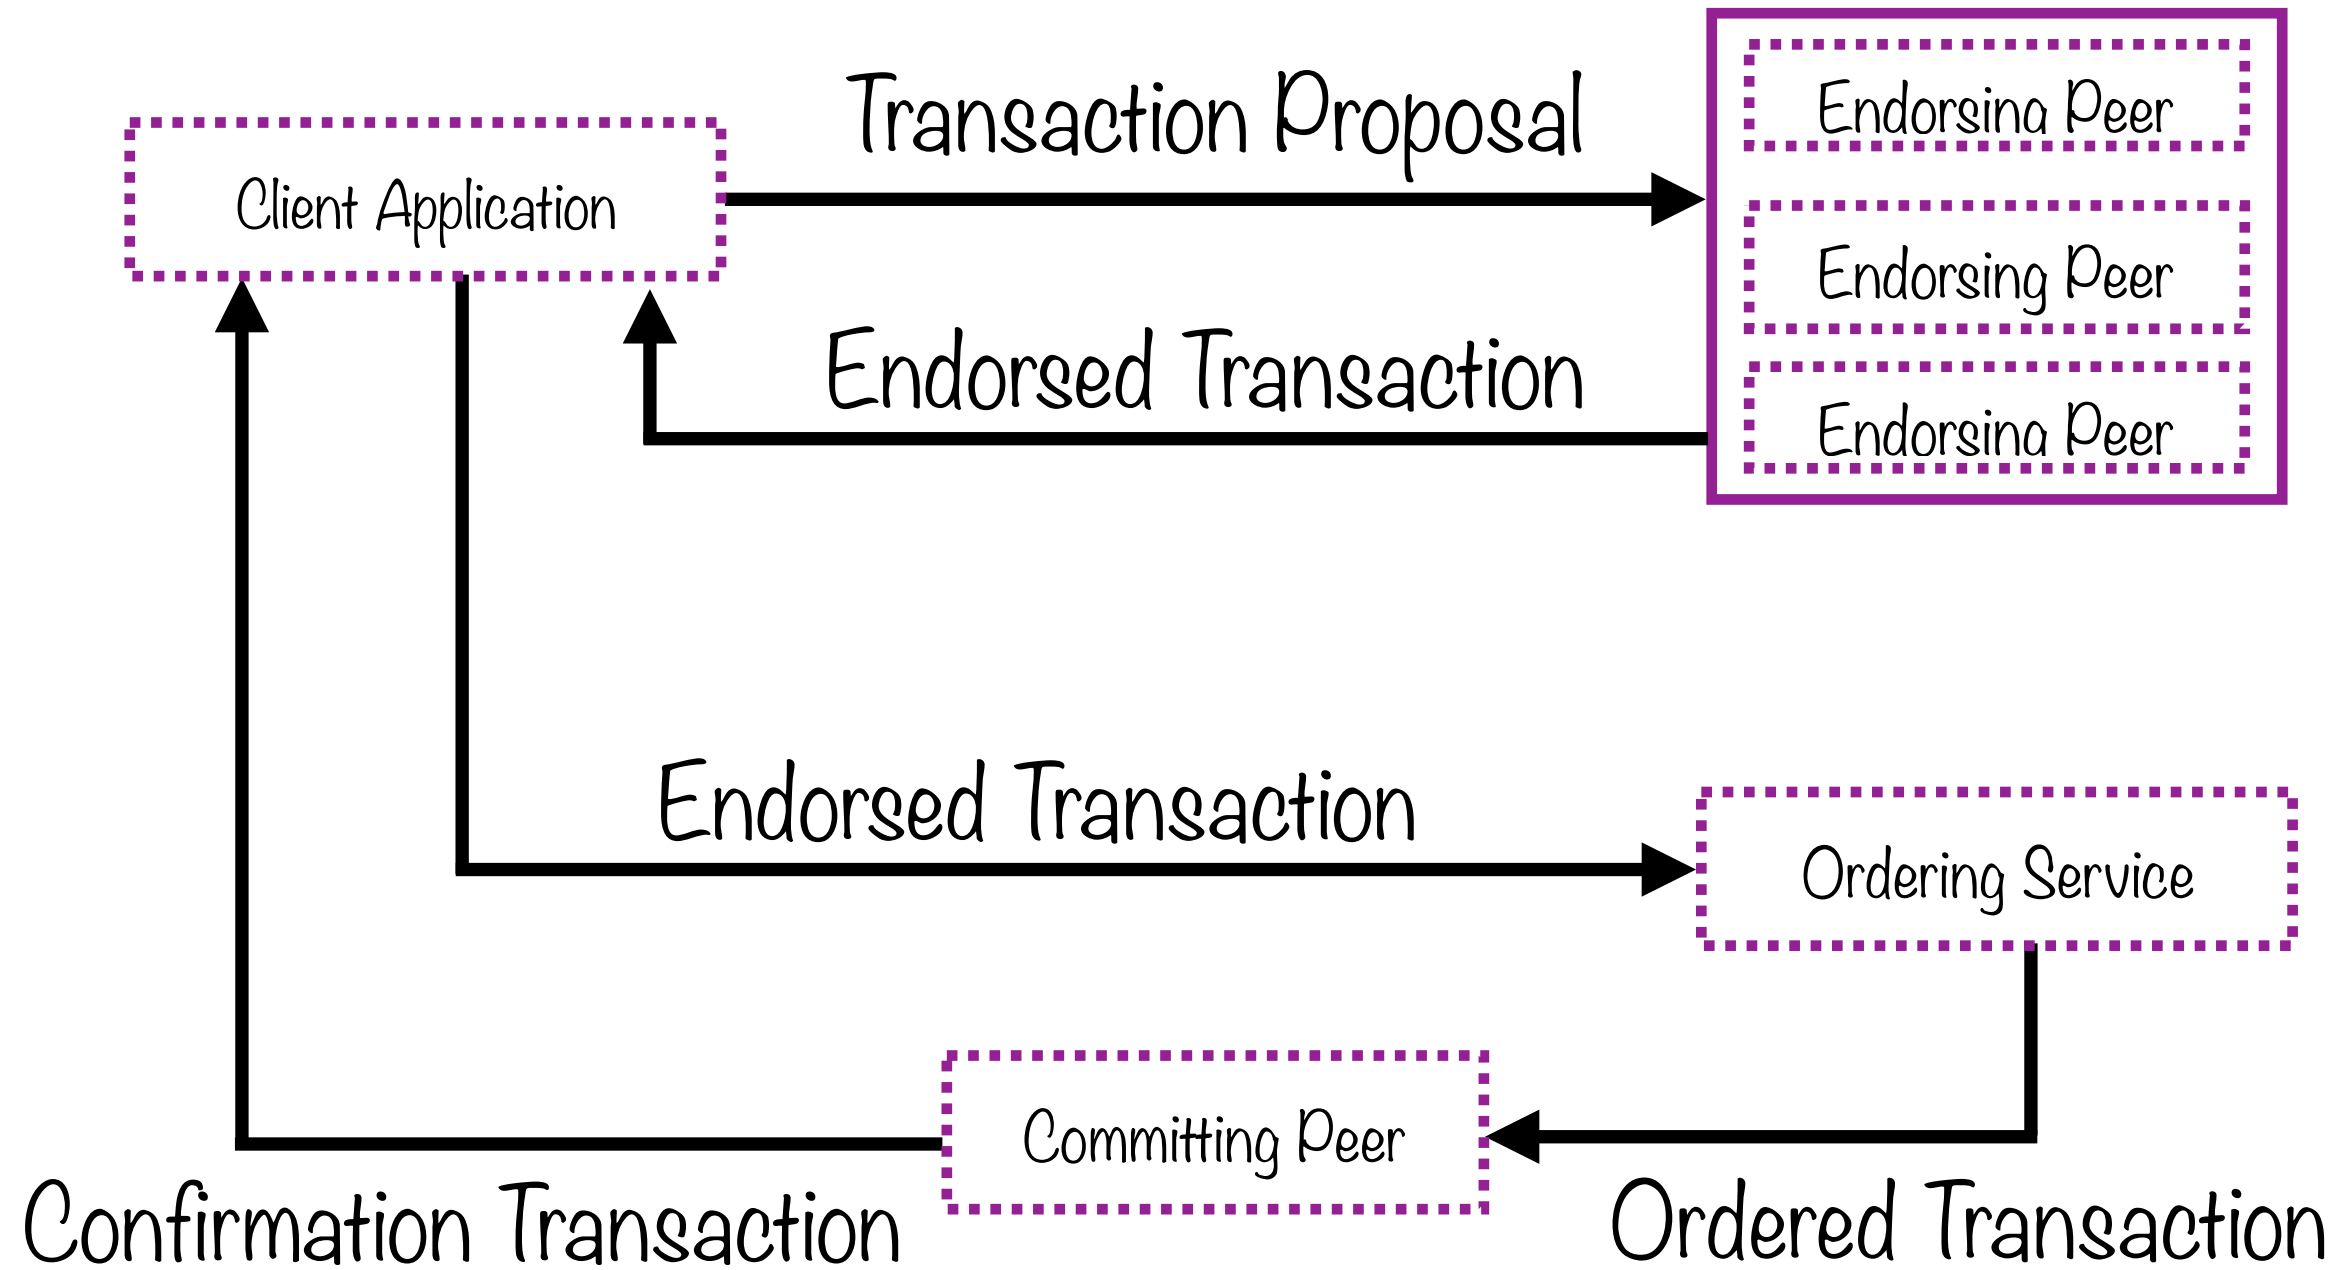 Transaction Proposal
Endorsing Peer
Client Application
Endorsing Peer
Endorsed Transaction
Endorsing Peer
Endorsed Transaction
Ordering Service
Committing Peer
Confirmation Transaction
Ordered Transaction